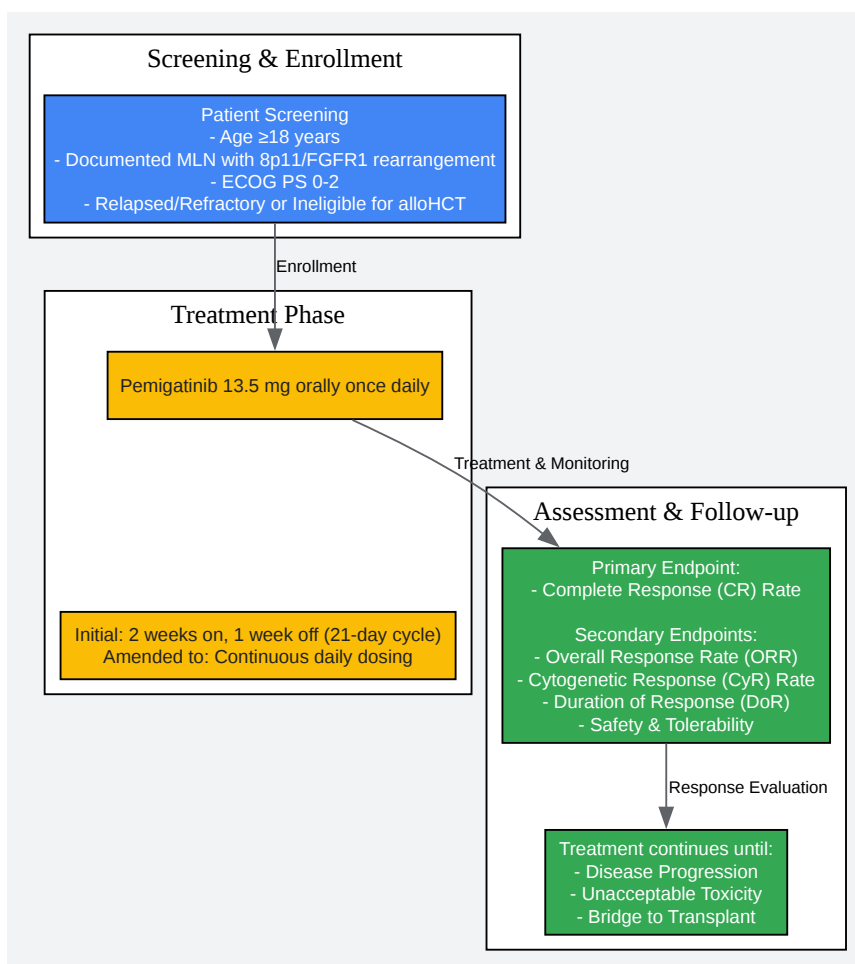 Screening & Enrollment
Patient Screening
- Age ≥18 years
- Documented MLN with 8p11/FGFR1 rearrangement
- ECOG PS 0-2
- Relapsed/Refractory or Ineligible for alloHCT
Enrollment
Treatment Phase
Pemigatinib 13.5 mg orally once daily
Treatment & Monitoring
Initial: 2 weeks on, 1 week off (21-day cycle)
Amended to: Continuous daily dosing
Assessment & Follow-up
Primary Endpoint:
- Complete Response (CR) Rate
Secondary Endpoints:
- Overall Response Rate (ORR)
- Cytogenetic Response (CyR) Rate
- Duration of Response (DoR)
- Safety & Tolerability
Response Evaluation
Treatment continues until:
- Disease Progression
- Unacceptable Toxicity
- Bridge to Transplant